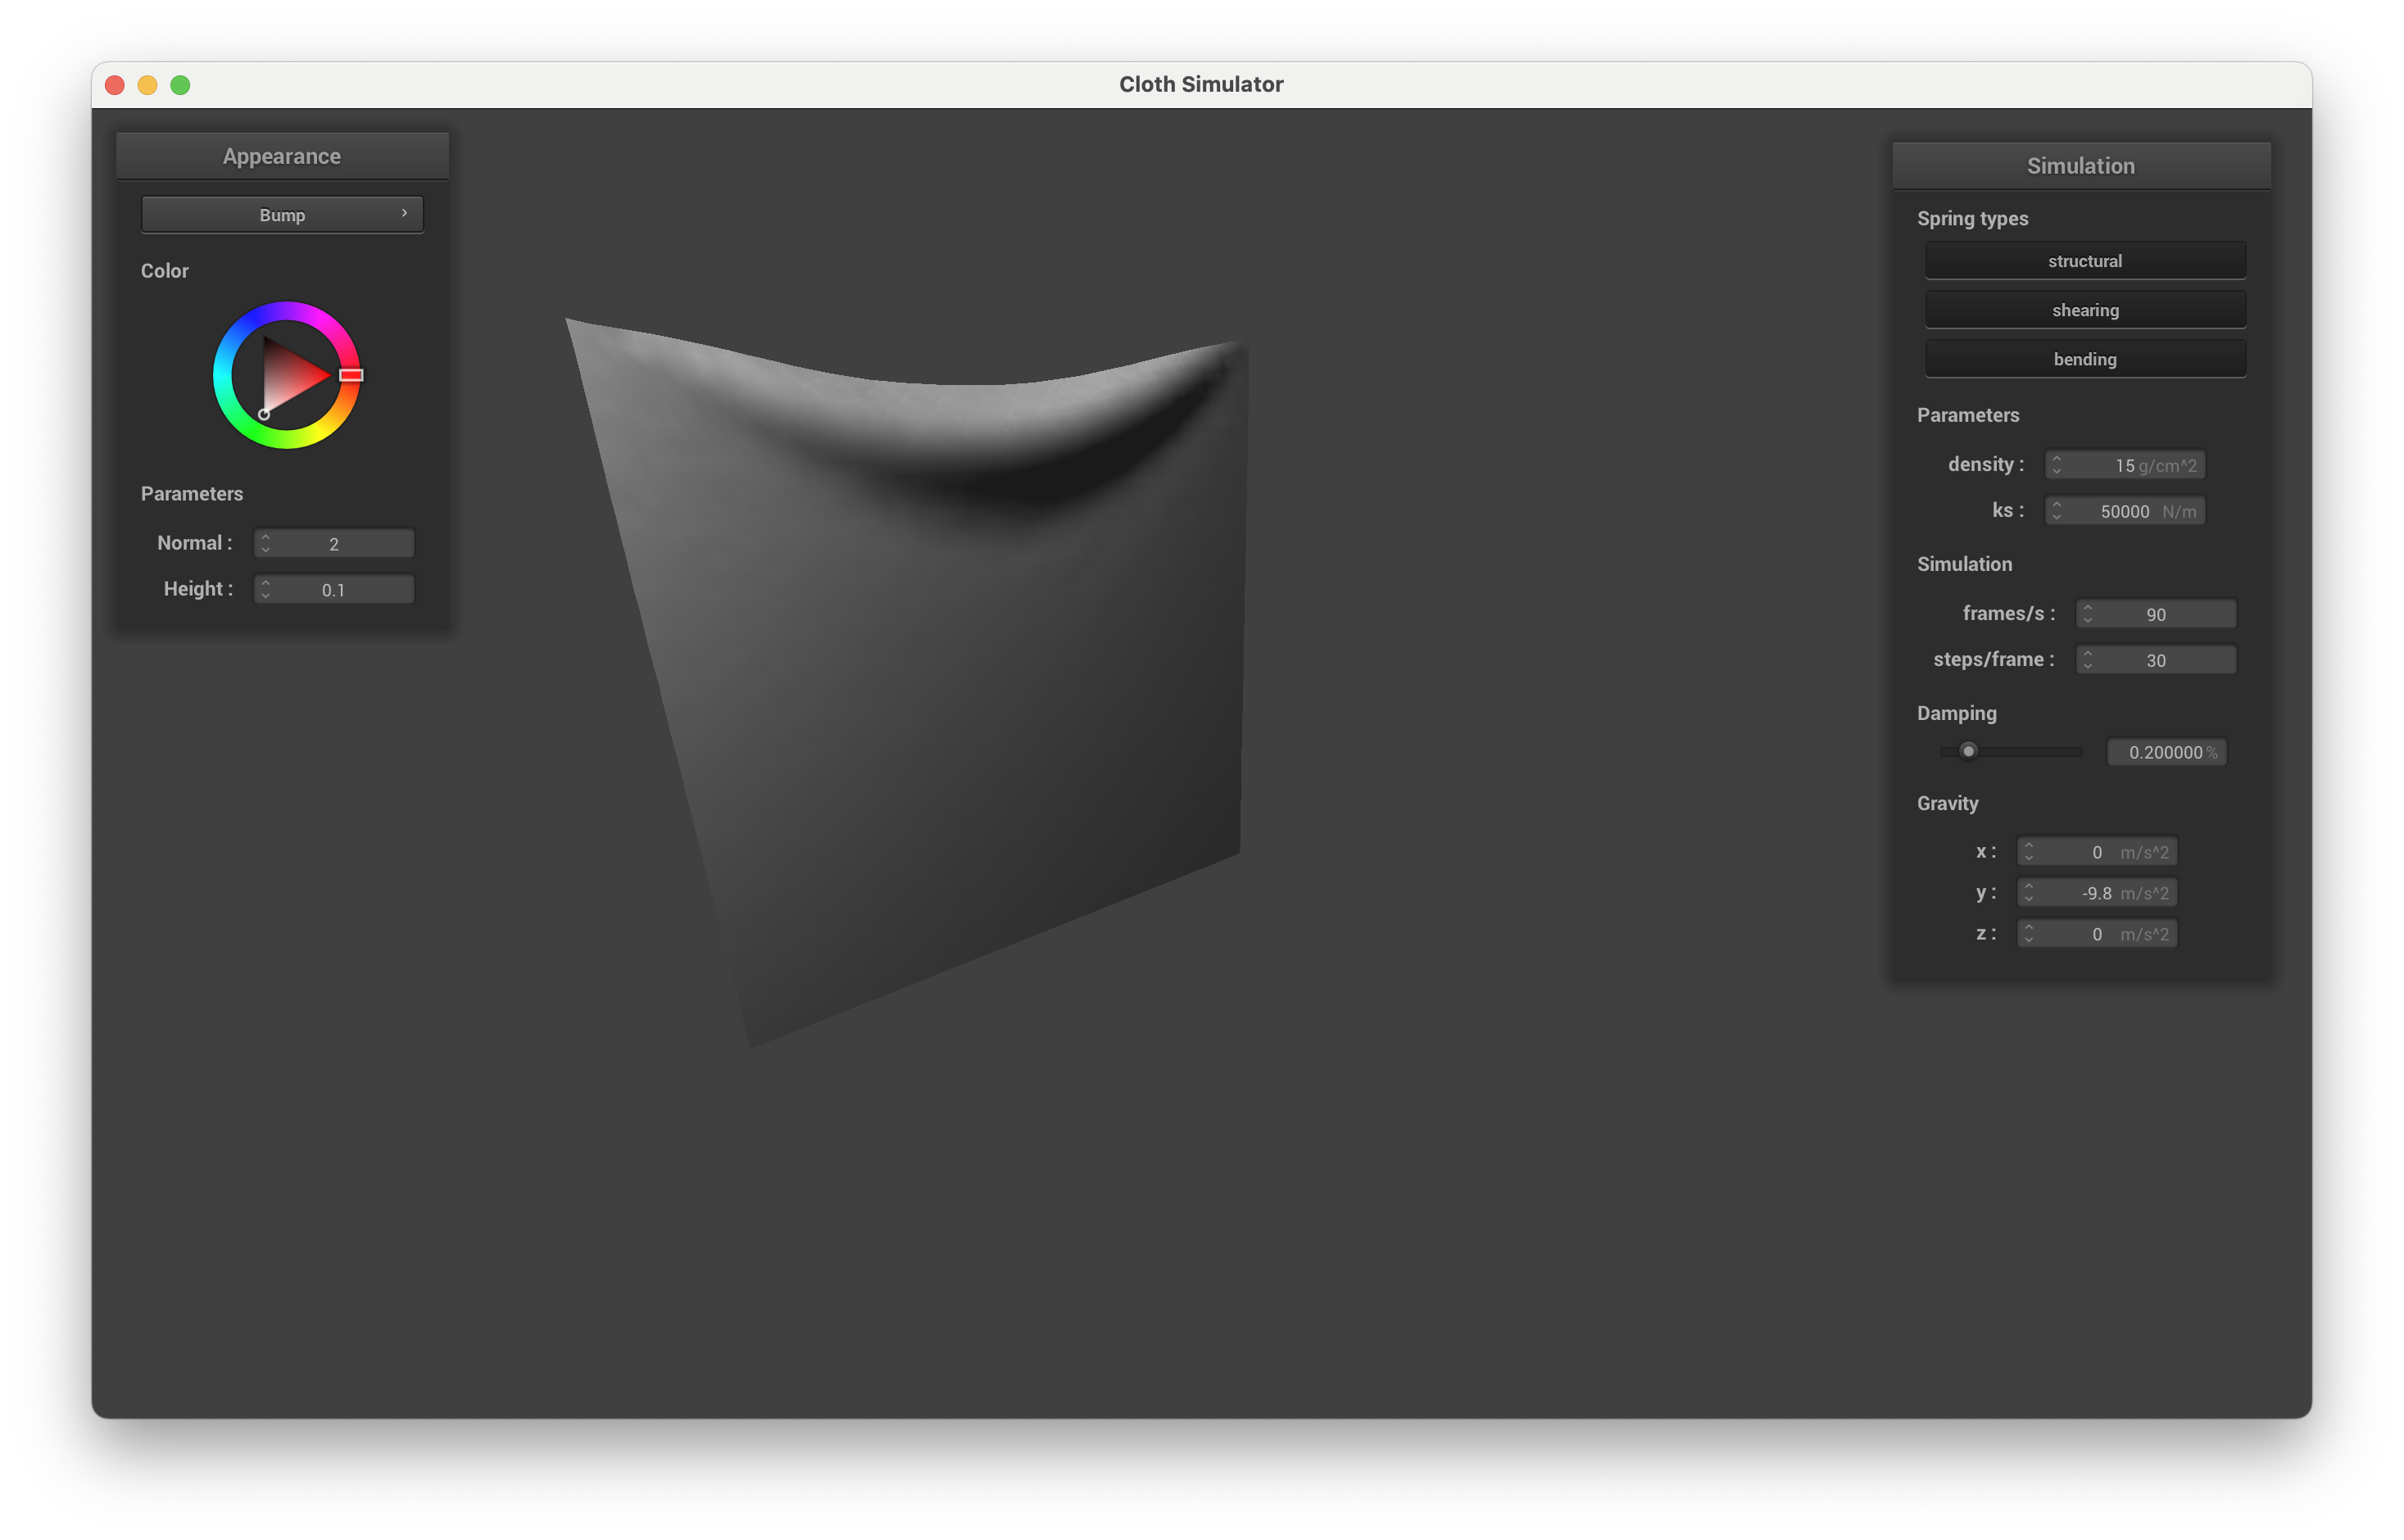 Cloth Simulator
Appearance
Bump
Color
Parameters
Normal : 2
Height : 0.1
Simulation
Spring types
structural
shearing
bending
Parameters
density : 15 g/cm^2
ks : 50000 N/m
Simulation
frames/s : 90
steps/frame : 30
Damping
0.200000 %
Gravity
x : 0 m/s^2
y : -9.8 m/s^2
z : 0 m/s^2